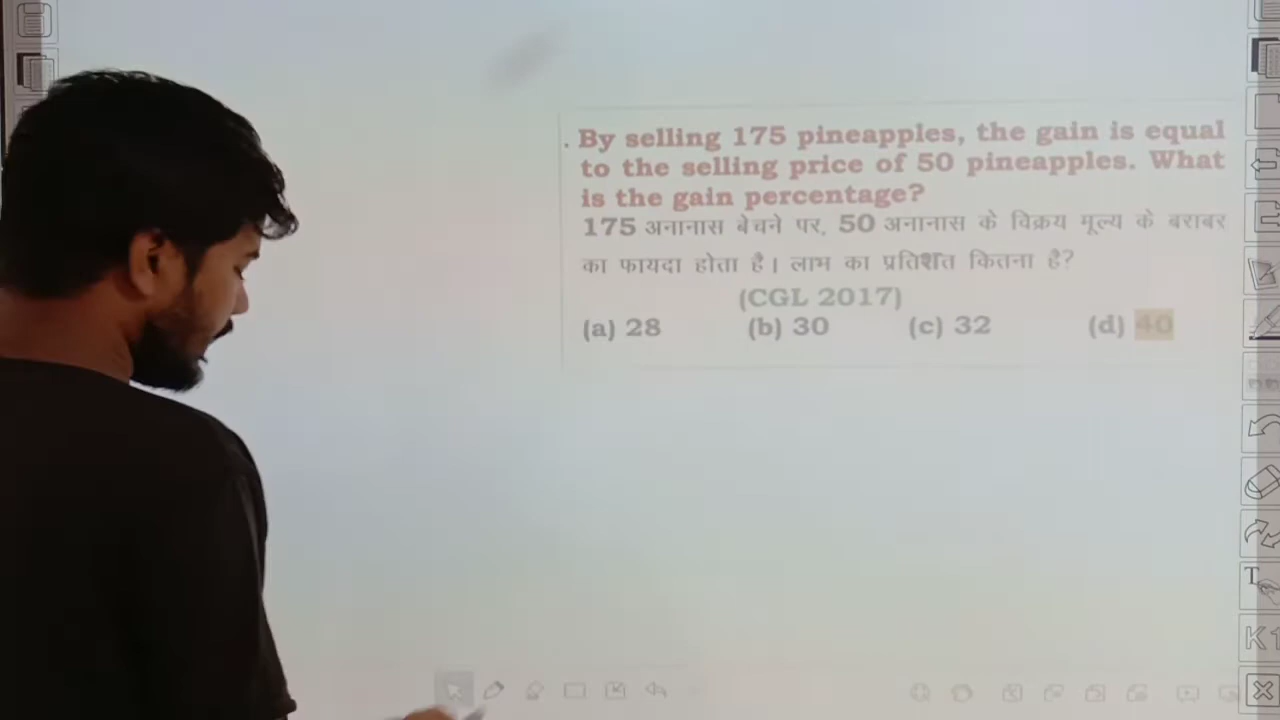 . By selling 175 pineapples, the gain is equal
to the selling price of 50 pineapples. What
is the gain percentage?
175 अनानास बेचने पर, 50 अनानास के विक्रय मूल्य के बराबर
का फायदा होता है। लाभ का प्रतिशत कितना है?
(CGL 2017)
(a) 28 (b) 30 (c) 32 (d) 40
T
K1